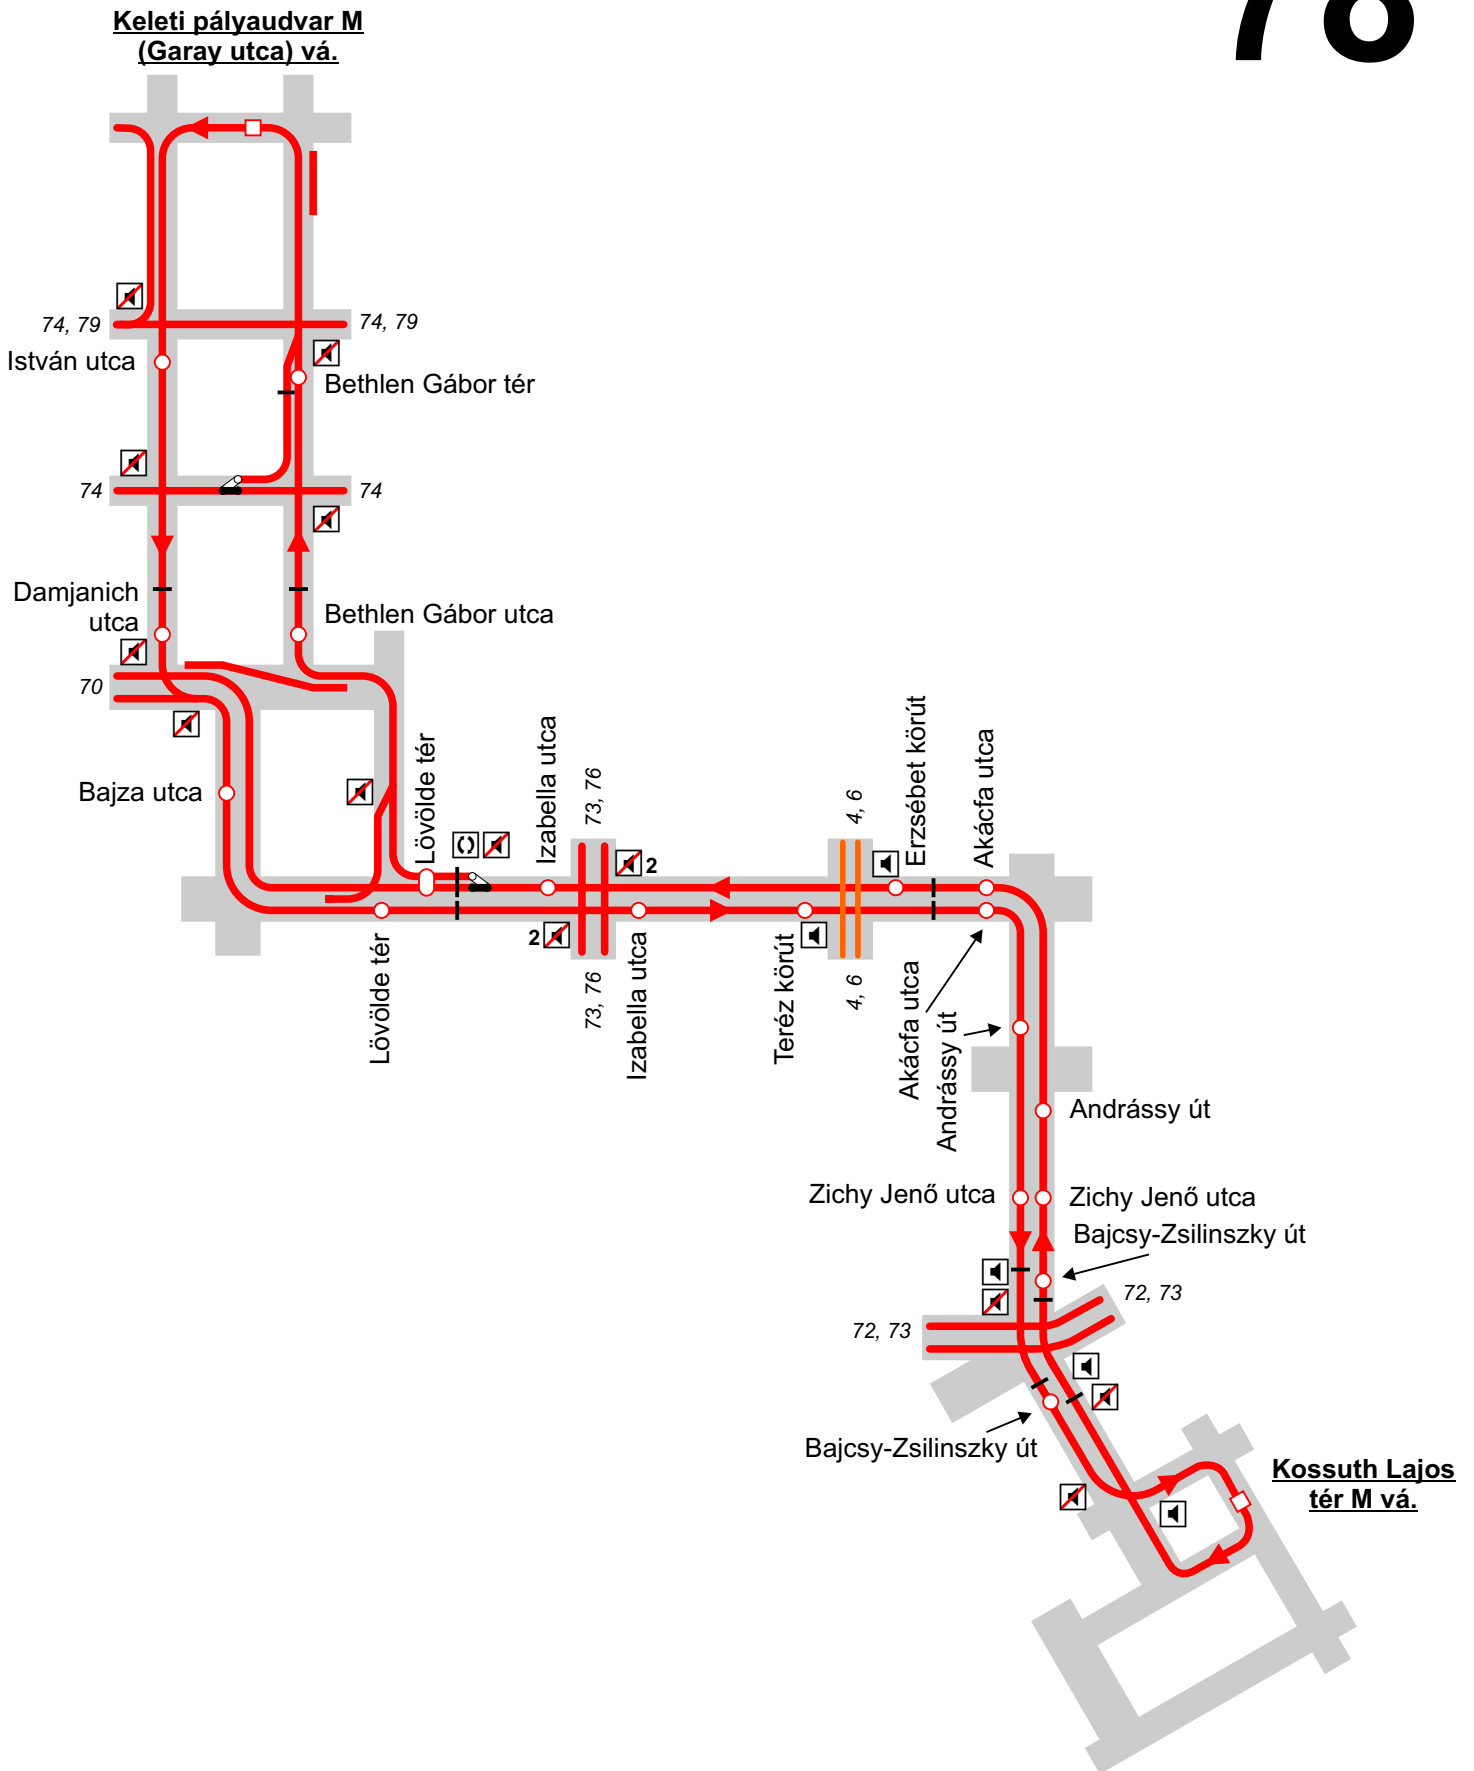 78
Keleti pályaudvar M
(Garay utca) vá.
74, 79
74, 79
István utca
Bethlen Gábor tér
74
74
Damjanich
utca
Bethlen Gábor utca
70
Bajza utca
Lövölde tér
Izabella utca
73, 76
2
4, 6
Erzsébet körút
Akácfa utca
Lövölde tér
2
73, 76
Izabella utca
Teréz körút
4, 6
Akácfa utca
Andrássy út
Andrássy út
Zichy Jenő utca
Zichy Jenő utca
Bajcsy-Zsilinszky út
72, 73
72, 73
Bajcsy-Zsilinszky út
Kossuth Lajos
tér M vá.